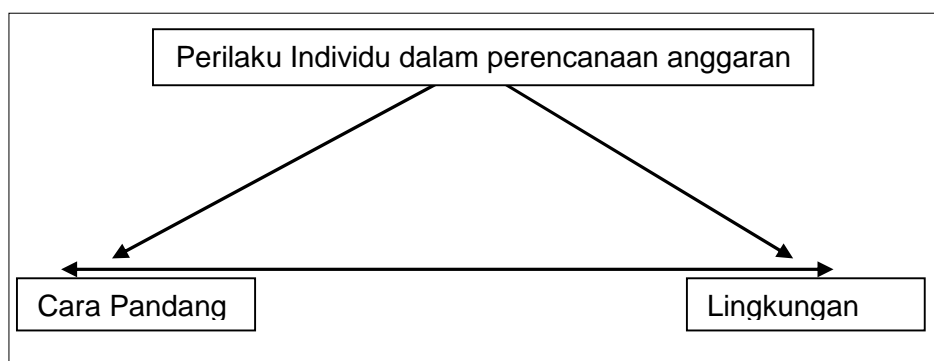 Perilaku Individu dalam perencanaan anggaran
Cara Pandang
Lingkungan